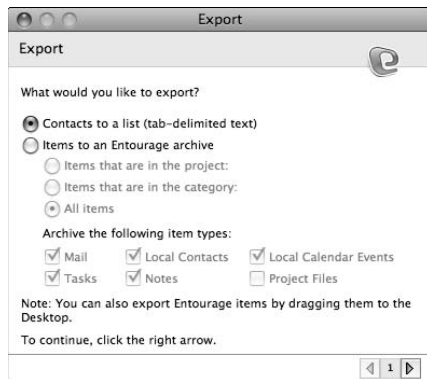 Export
Export
What would you like to export?
Contacts to a list (tab-delimited text)
Items to an Entourage archive
Items that are in the project:
Items that are in the category:
All items
Archive the following item types:
Mail Local Contacts Local Calendar Events
Tasks Notes Project Files
Note: You can also export Entourage items by dragging them to the
Desktop.
To continue, click the right arrow.
1